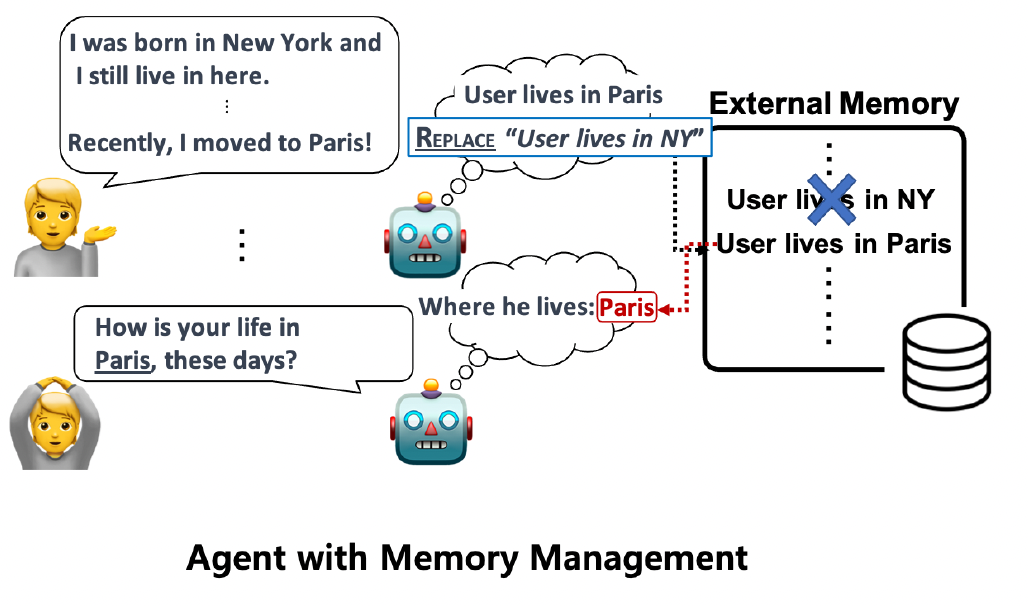 I was born in New York and
I still live in here.
Recently, I moved to Paris!
User lives in Paris
REPLACE “User lives in NY”
External Memory
User lives in NY
User lives in Paris
Where he lives: Paris
How is your life in
Paris, these days?
Agent with Memory Management